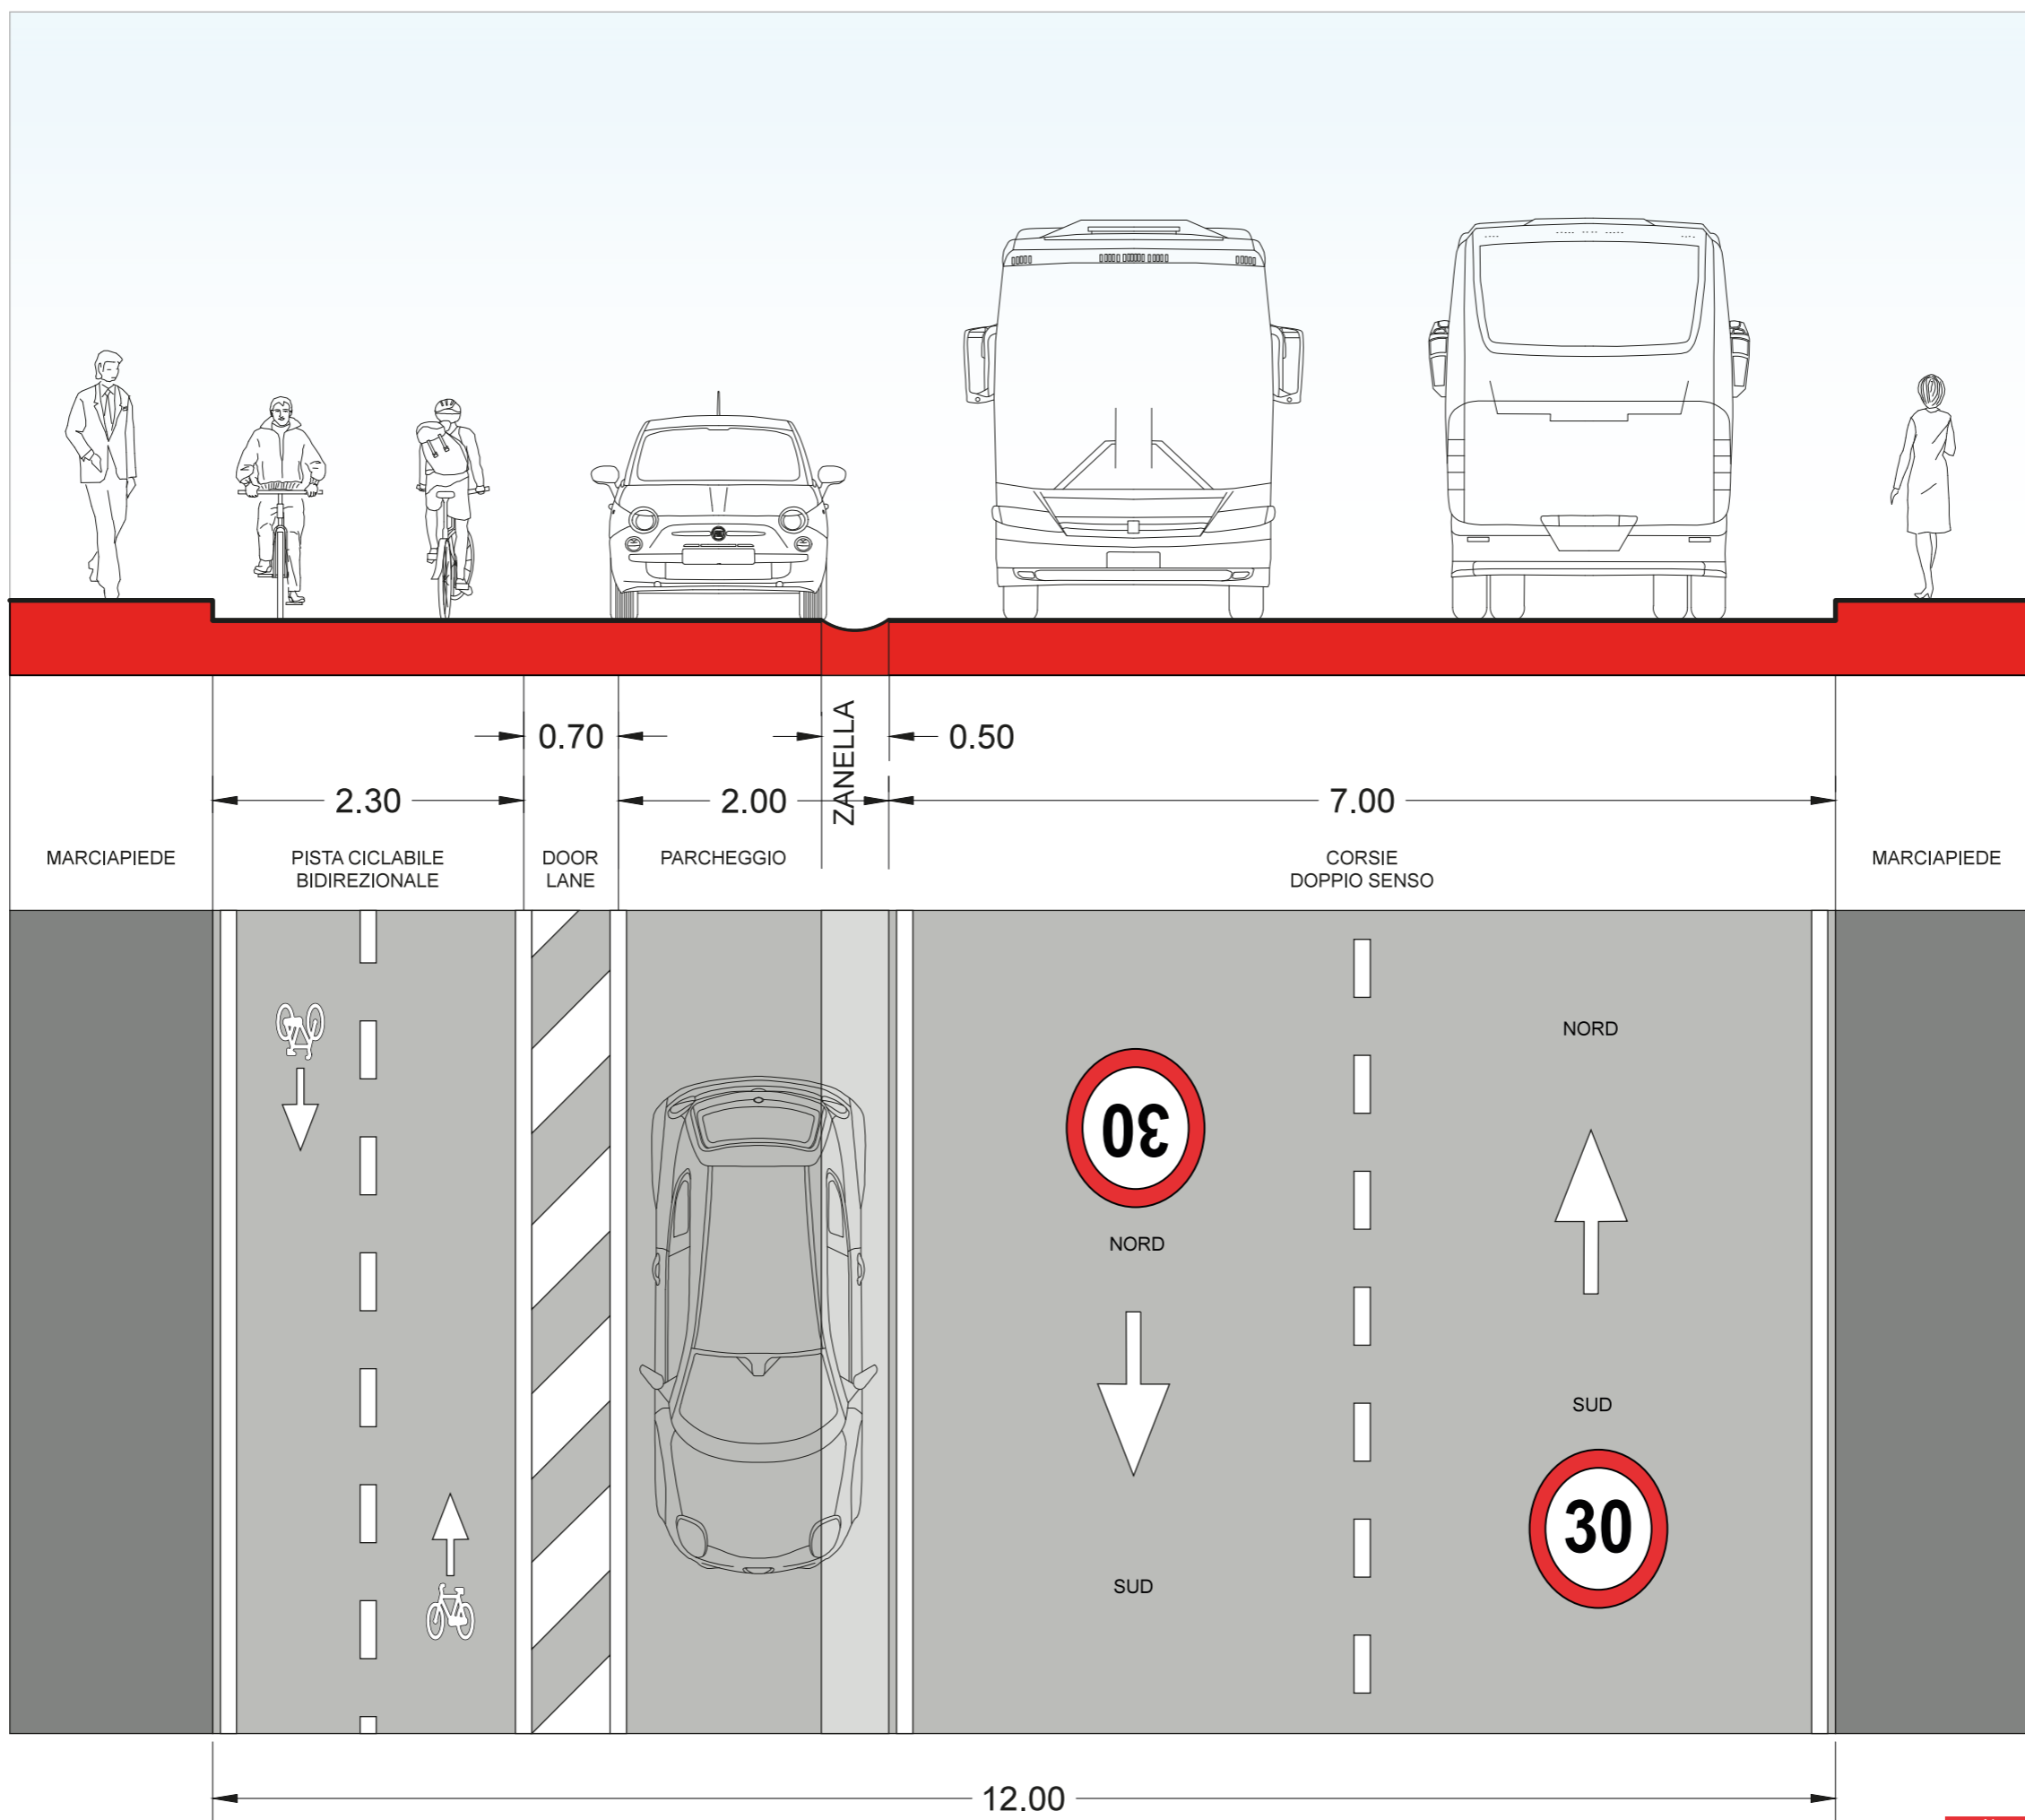 0.70
0.50
ZANELLA
2.30
2.00
7.00
MARCIAPIEDE
PISTA CICLABILE
BIDIREZIONALE
DOOR
LANE
PARCHEGGIO
CORSIE
DOPPIO SENSO
MARCIAPIEDE
NORD
30
NORD
SUD
30
SUD
12.00